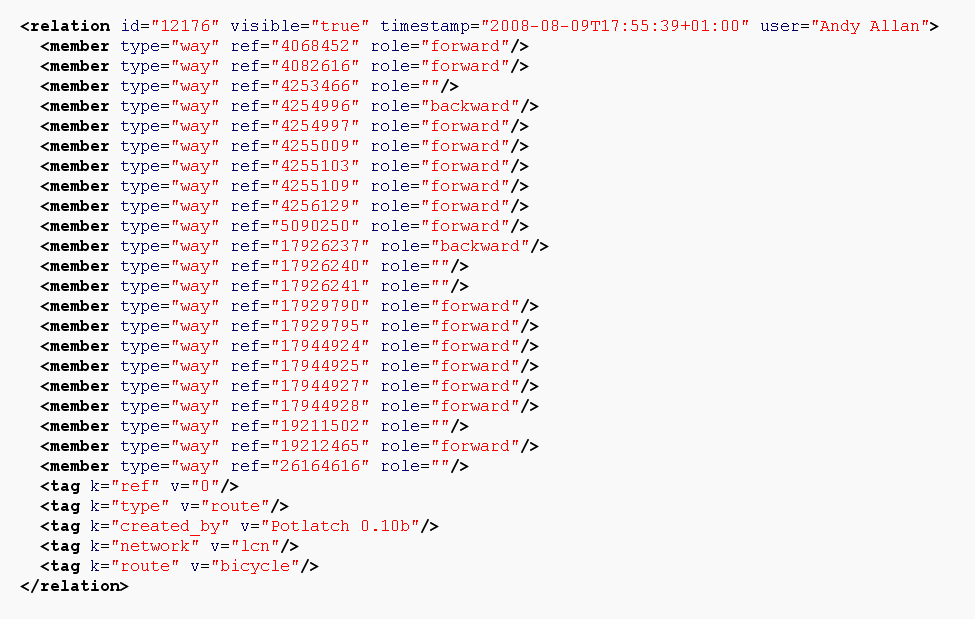 <relation id="12176" visible="true" timestamp="2008-08-09T17:55:39+01:00" user="Andy Allan">
  <member type="way" ref="4068452" role="forward"/>
  <member type="way" ref="4082616" role="forward"/>
  <member type="way" ref="4253466" role=""/>
  <member type="way" ref="4254996" role="backward"/>
  <member type="way" ref="4254997" role="forward"/>
  <member type="way" ref="4255009" role="forward"/>
  <member type="way" ref="4255103" role="forward"/>
  <member type="way" ref="4255109" role="forward"/>
  <member type="way" ref="4256129" role="forward"/>
  <member type="way" ref="5090250" role="forward"/>
  <member type="way" ref="17926237" role="backward"/>
  <member type="way" ref="17926240" role=""/>
  <member type="way" ref="17926241" role=""/>
  <member type="way" ref="17929790" role="forward"/>
  <member type="way" ref="17929795" role="forward"/>
  <member type="way" ref="17944924" role="forward"/>
  <member type="way" ref="17944925" role="forward"/>
  <member type="way" ref="17944927" role="forward"/>
  <member type="way" ref="17944928" role="forward"/>
  <member type="way" ref="19211502" role=""/>
  <member type="way" ref="19212465" role="forward"/>
  <member type="way" ref="26164616" role=""/>
  <tag k="ref" v="0"/>
  <tag k="type" v="route"/>
  <tag k="created_by" v="Potlatch 0.10b"/>
  <tag k="network" v="lcn"/>
  <tag k="route" v="bicycle"/>
</relation>